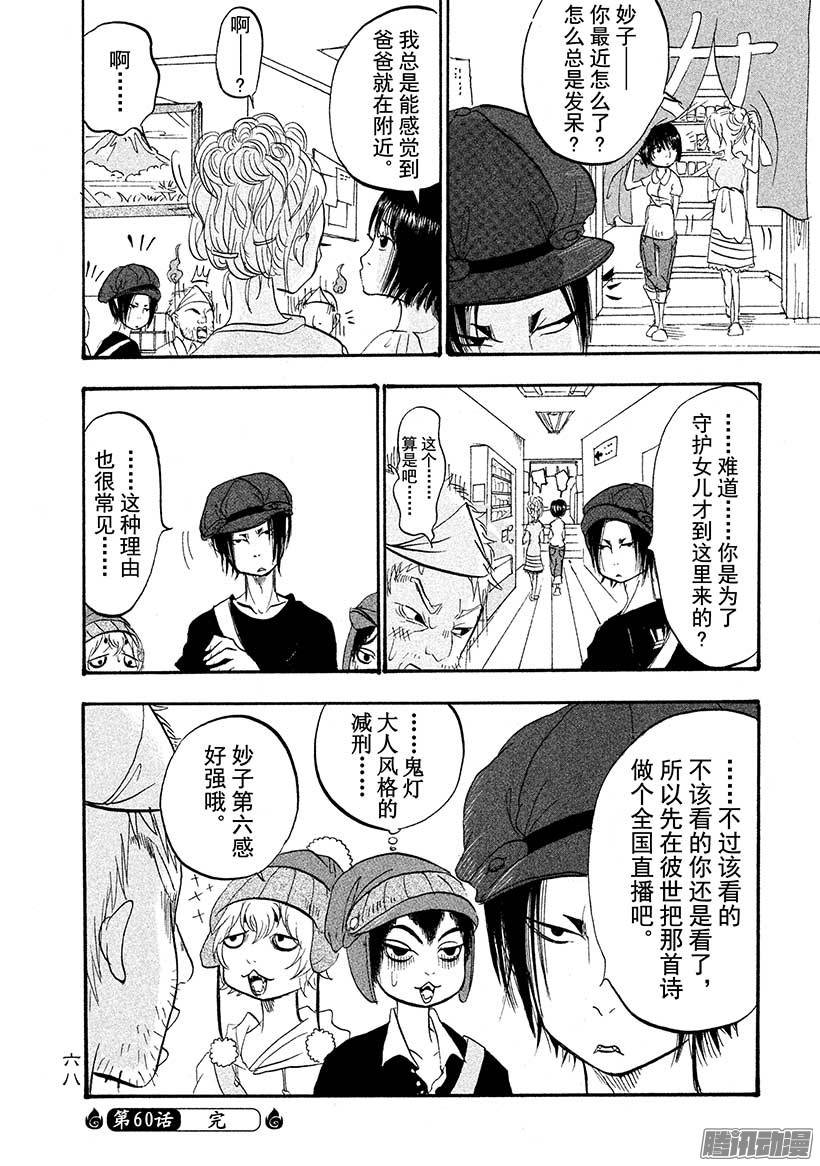 妙子——
你最近怎么了？
怎么总是发呆？
我总是能感觉到
爸爸就在附近。
啊——？
啊……
……难道……你是为了
守护女儿才到这里来的？
这个……
算是吧……
……这种理由
也很常见……
……不过该看的
不该看的你还是看了，
所以先在彼世把那首诗
做个全国直播吧。
……鬼灯
大人风格的
减刑……
妙子第六感
好强哦。
六八
第60话 完
腾讯动漫